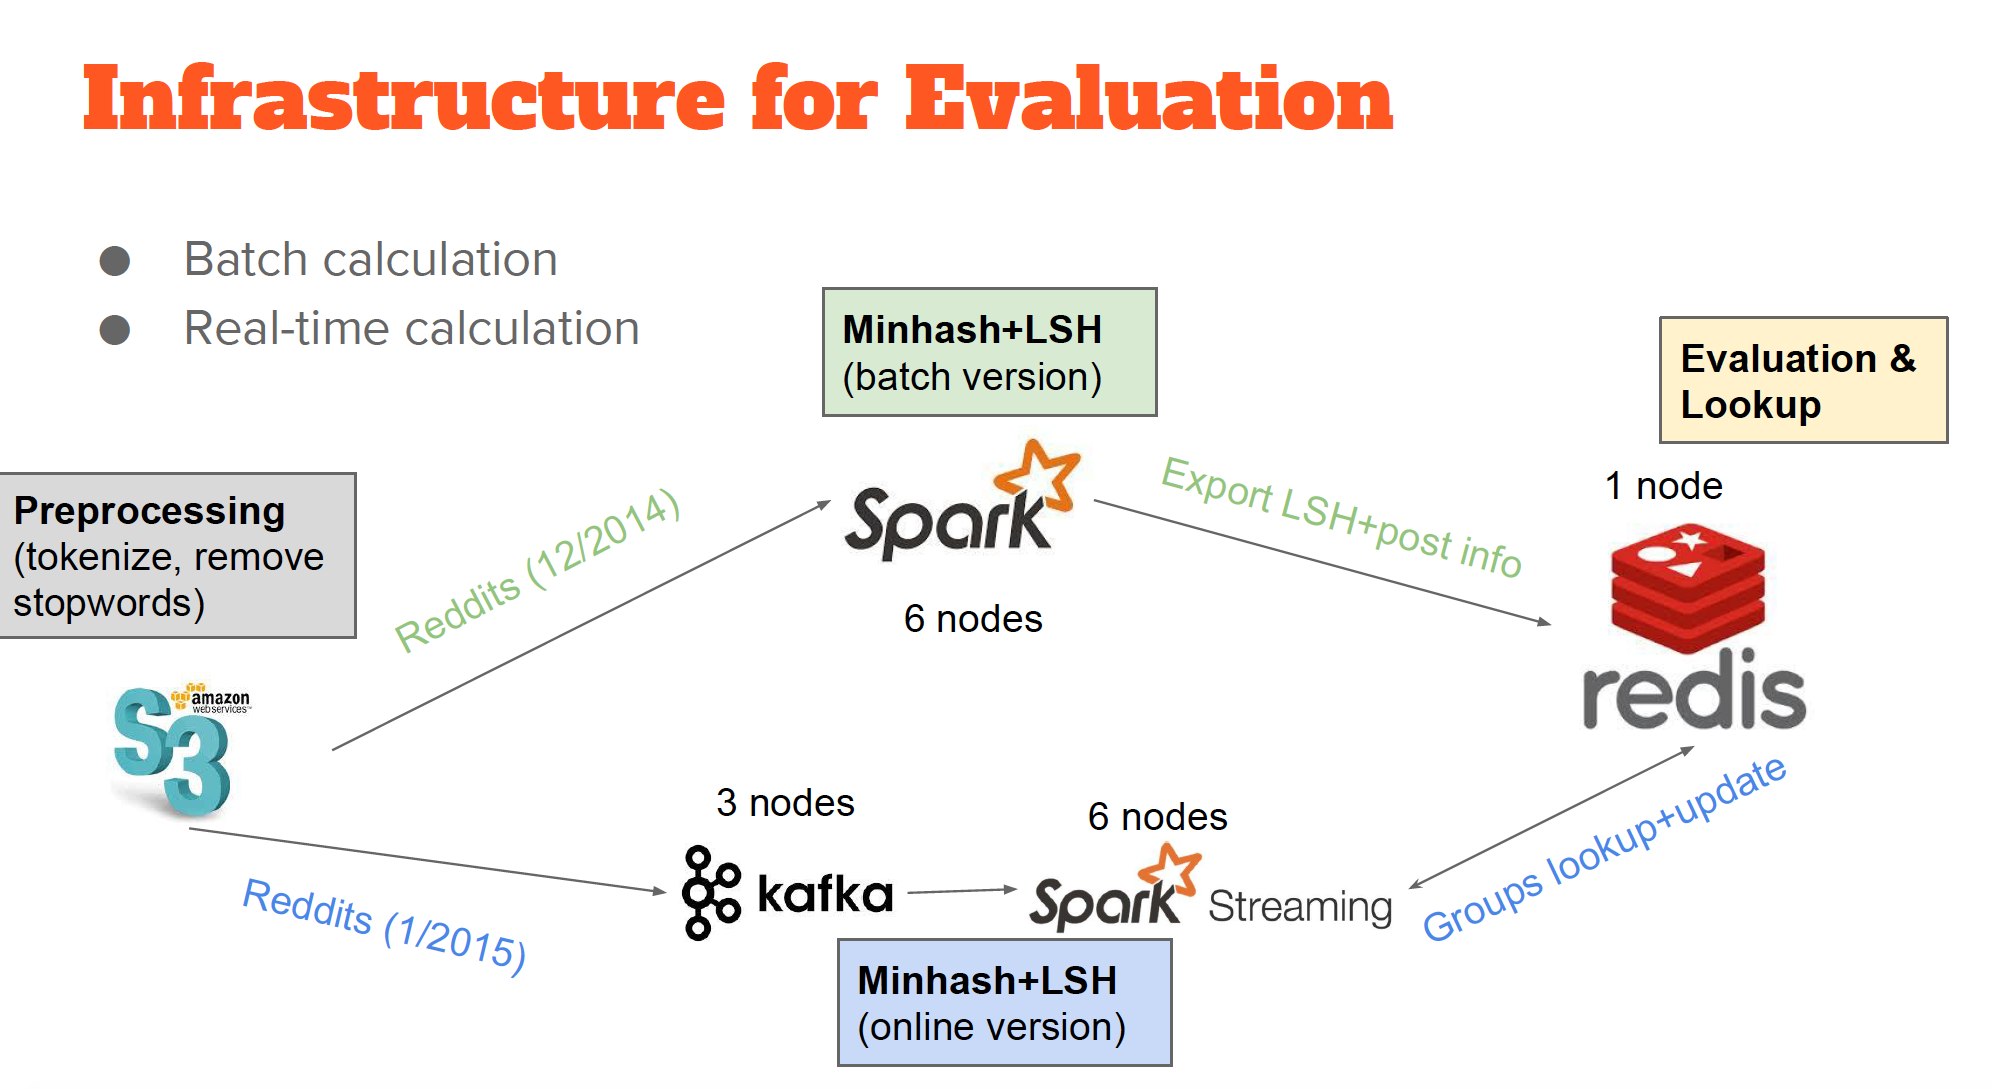 Infrastructure for Evaluation
● Batch calculation
● Real-time calculation
Minhash+LSH
(batch version)
Evaluation &
Lookup
Preprocessing
(tokenize, remove
stopwords)
Reddits (12/2014)
Spark
6 nodes
Export LSH+post info
1 node
redis
S3
amazon
webservices™
3 nodes
kafka
6 nodes
Spark Streaming
Groups lookup+update
Reddits (1/2015)
Minhash+LSH
(online version)